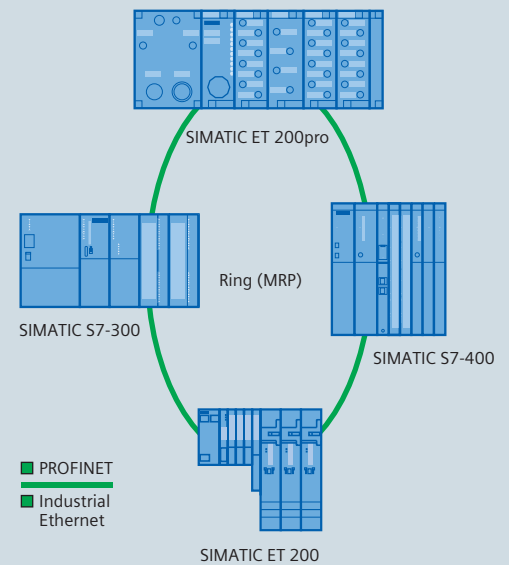 SIMATIC ET 200pro
Ring (MRP)
SIMATIC S7-300
SIMATIC S7-400
PROFINET
Industrial
Ethernet
SIMATIC ET 200